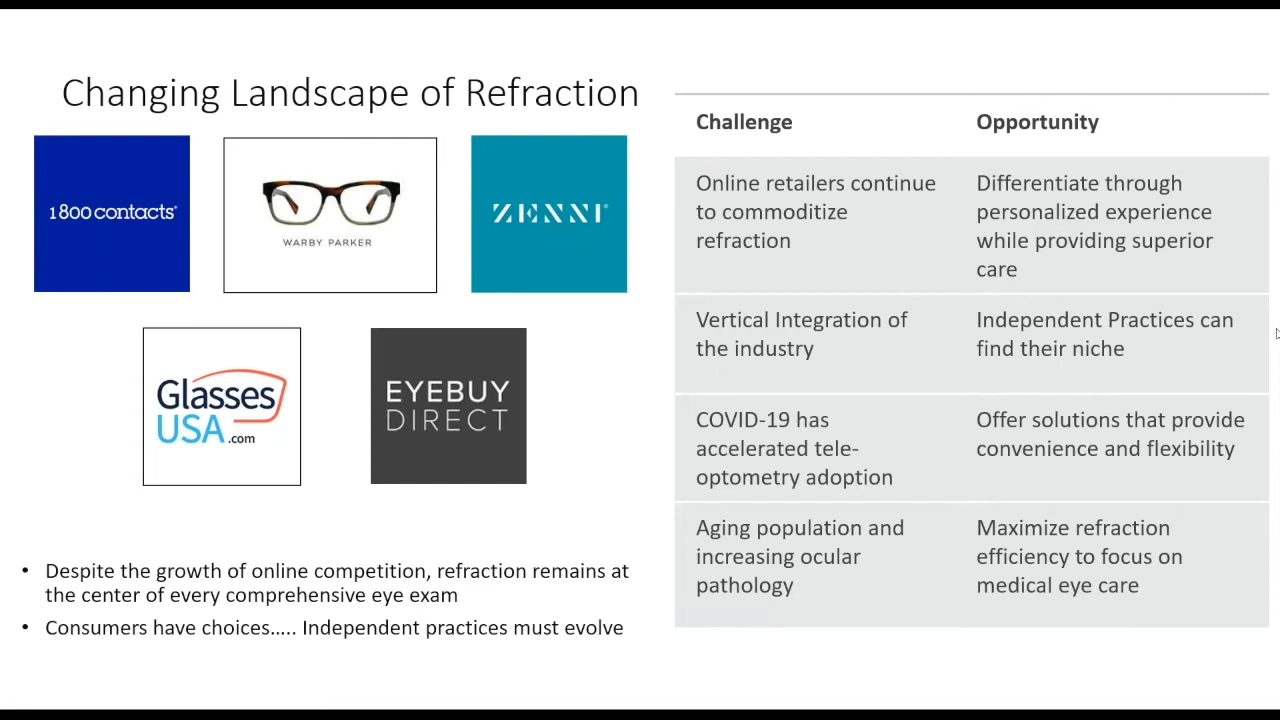 Changing Landscape of Refraction
1 800 contacts
WARBY PARKER
ZENNI
Glasses
USA.com
EYEBUY
DIRECT
• Despite the growth of online competition, refraction remains at
the center of every comprehensive eye exam
• Consumers have choices….. Independent practices must evolve
Challenge
Opportunity
Online retailers continue
to commoditize
refraction
Differentiate through
personalized experience
while providing superior
care
Vertical Integration of
the industry
Independent Practices can
find their niche
COVID-19 has
accelerated tele-
optometry adoption
Offer solutions that provide
convenience and flexibility
Aging population and
increasing ocular
pathology
Maximize refraction
efficiency to focus on
medical eye care